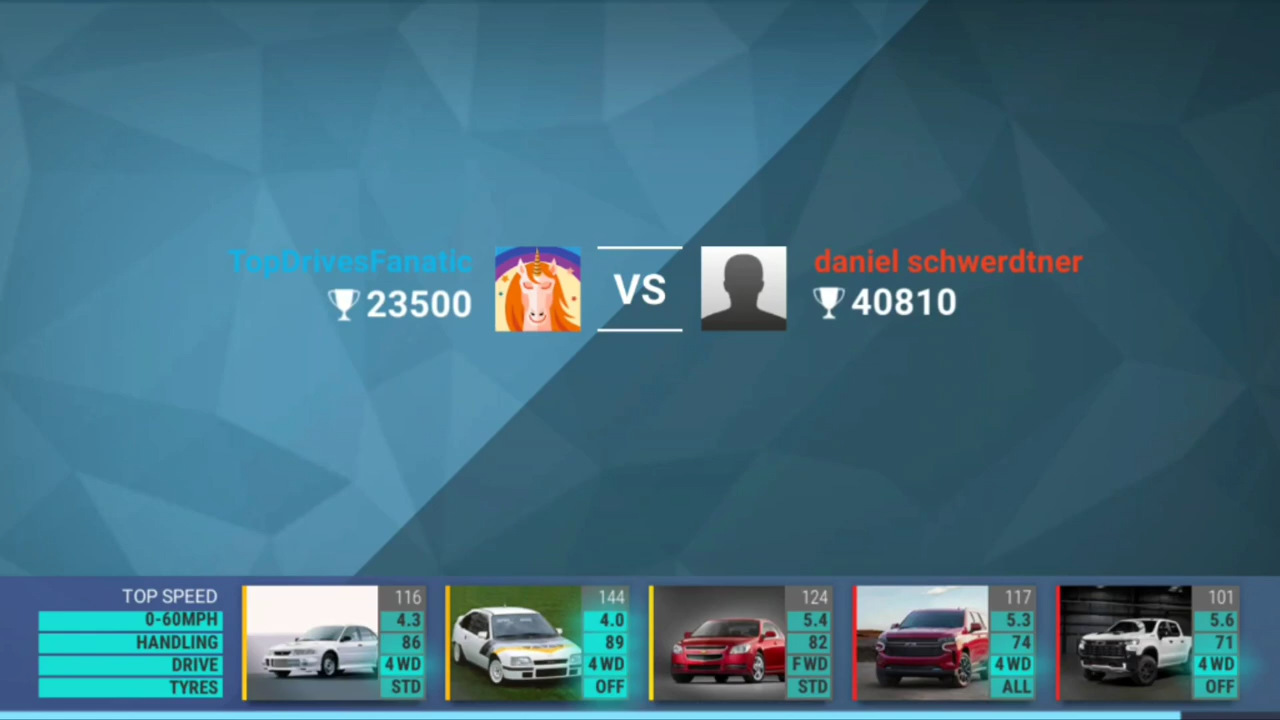 TopDrivesFanatic
23500
VS
daniel schwerdtner
40810
TOP SPEED 116 144 124 117 101
0-60MPH 4.3 4.0 5.4 5.3 5.6
HANDLING 86 89 82 74 71
DRIVE 4WD 4WD FWD 4WD 4WD
TYRES STD OFF STD ALL OFF